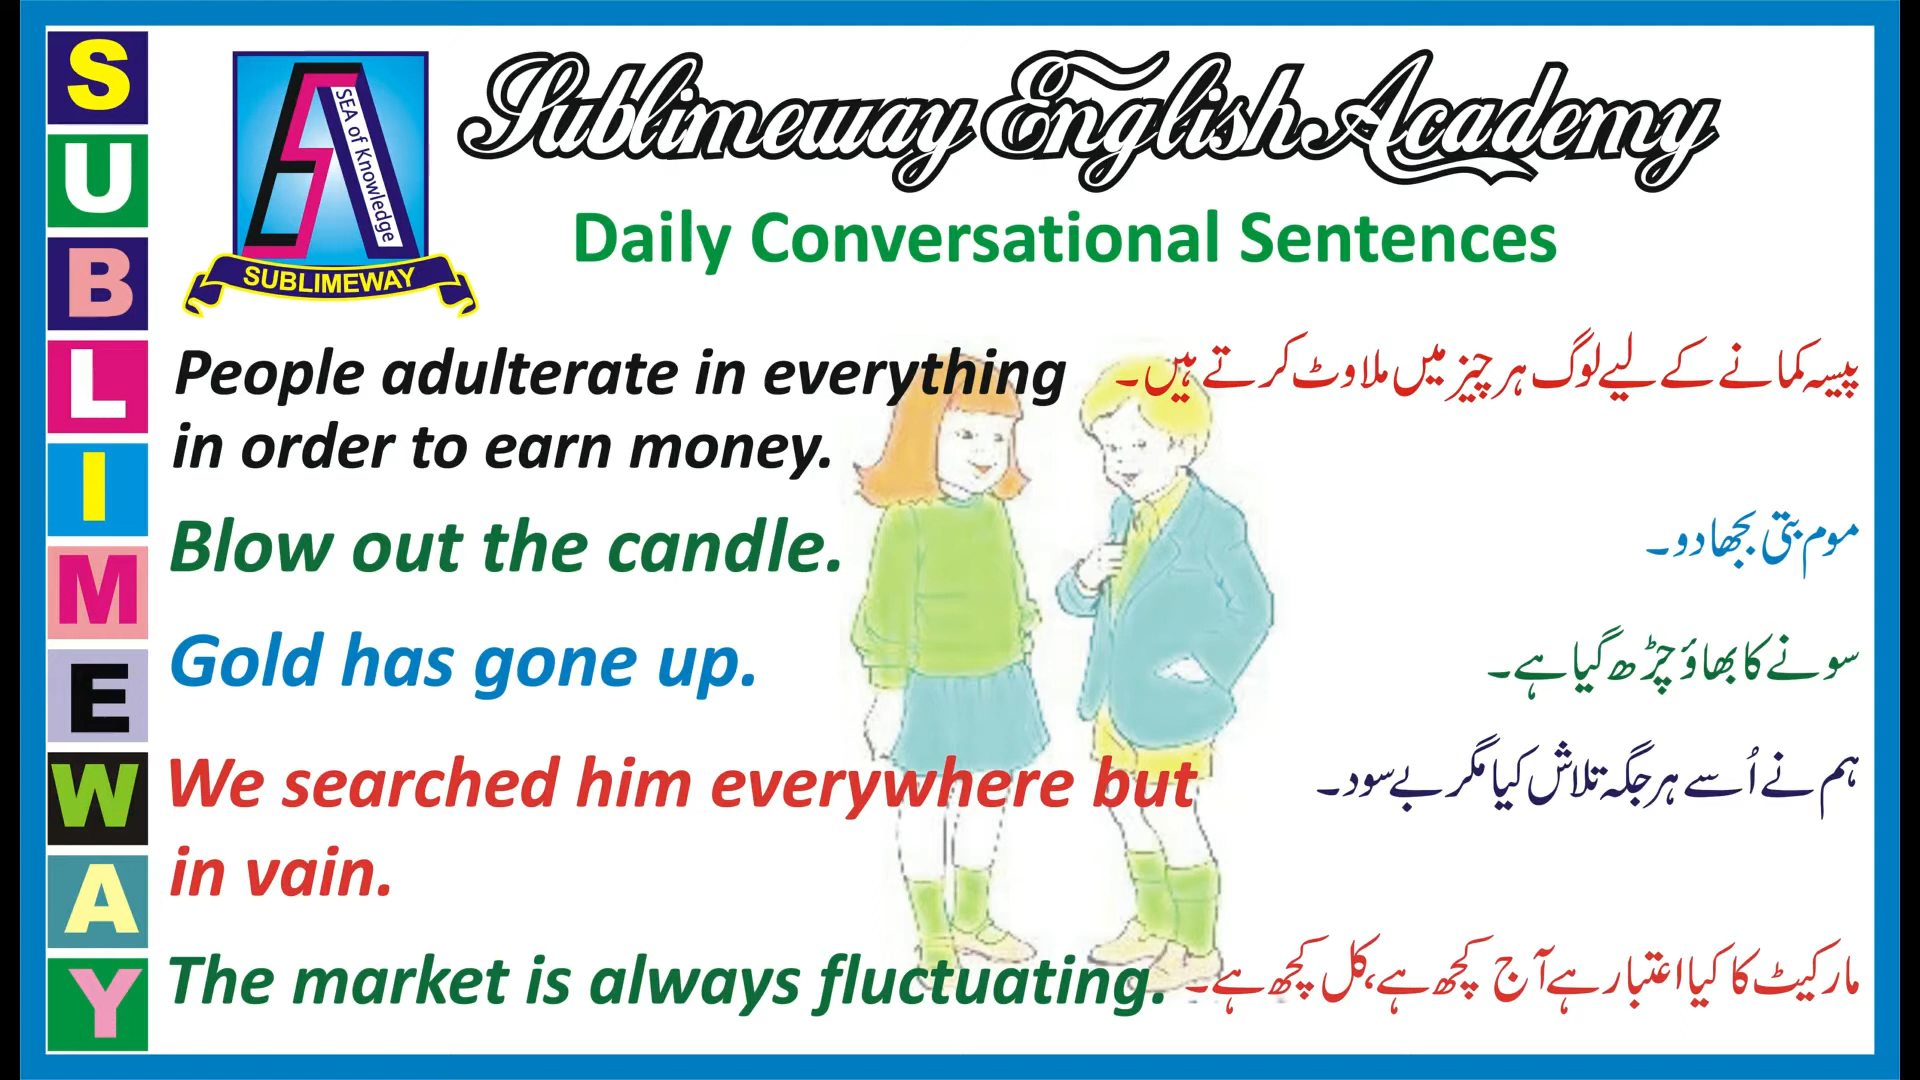 S
U
B
L
I
M
E
W
A
Y
SEA of Knowledge
SUBLIMEWAY
Sublimeway English Academy
Daily Conversational Sentences
People adulterate in everything
in order to earn money.
پیسہ کمانے کے لیے لوگ ہر چیز میں ملاوٹ کرتے ہیں۔
Blow out the candle.
موم بتی بجھا دو۔
Gold has gone up.
سونے کا بھاؤ چڑھ گیا ہے۔
We searched him everywhere but
in vain.
ہم نے اُسے ہر جگہ تلاش کیا مگر بے سود۔
The market is always fluctuating.
مارکیٹ کا کیا اعتبار ہے آج کچھ ہے،کل کچھ ہے۔